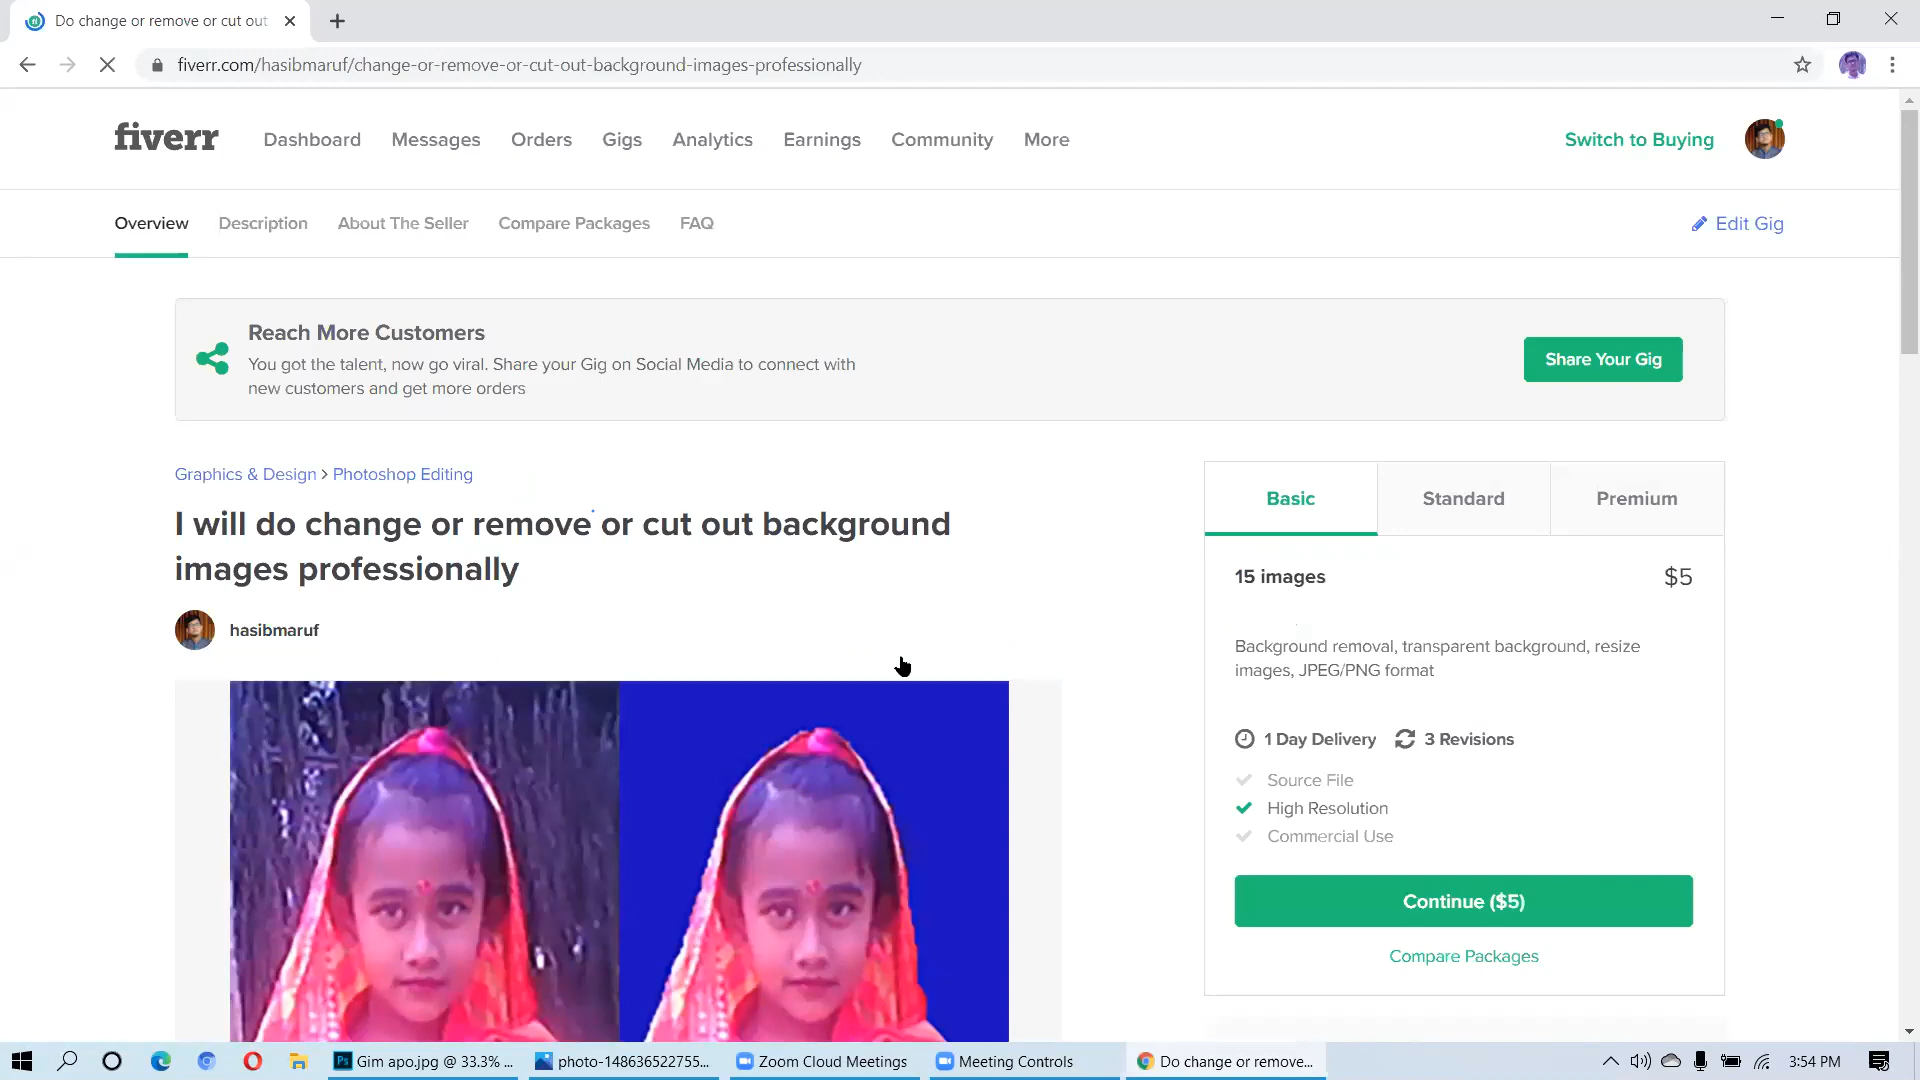 Do change or remove or cut out
fiverr.com/hasibmaruf/change-or-remove-or-cut-out-background-images-professionally
fiverr
Dashboard
Messages
Orders
Gigs
Analytics
Earnings
Community
More
Switch to Buying
Overview
Description
About The Seller
Compare Packages
FAQ
Edit Gig
Reach More Customers
You got the talent, now go viral. Share your Gig on Social Media to connect with
new customers and get more orders
Share Your Gig
Graphics & Design > Photoshop Editing
I will do change or remove or cut out background
images professionally
hasibmaruf
Basic
Standard
Premium
15 images
$5
Background removal, transparent background, resize
images, JPEG/PNG format
1 Day Delivery
3 Revisions
Source File
High Resolution
Commercial Use
Continue ($5)
Compare Packages
Ps
Gim apo.jpg @ 33.3% ...
photo-148636522755...
Zoom Cloud Meetings
Meeting Controls
Do change or remove...
3:54 PM